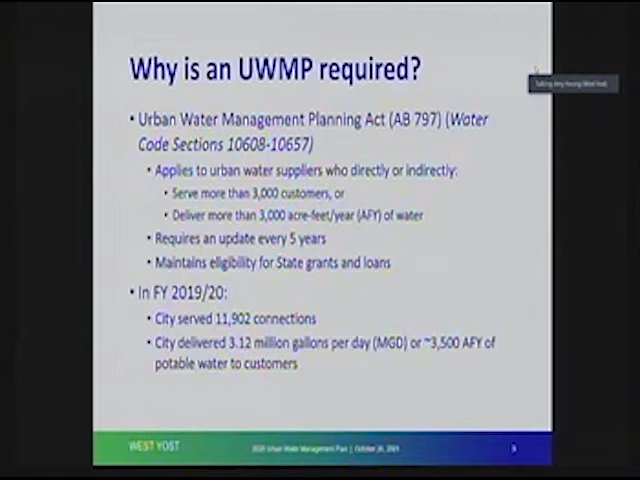 Why is an UWMP required?
• Urban Water Management Planning Act (AB 797) (Water
Code Sections 10608-10657)
• Applies to urban water suppliers who directly or indirectly:
• Serve more than 3,000 customers, or
• Deliver more than 3,000 acre-feet/year (AFY) of water
• Requires an update every 5 years
• Maintains eligibility for State grants and loans
• In FY 2019/20:
• City served 11,902 connections
• City delivered 3.12 million gallons per day (MGD) or ~3,500 AFY of
potable water to customers
WEST YOST
2020 Urban Water Management Plan | October 26, 2021
3